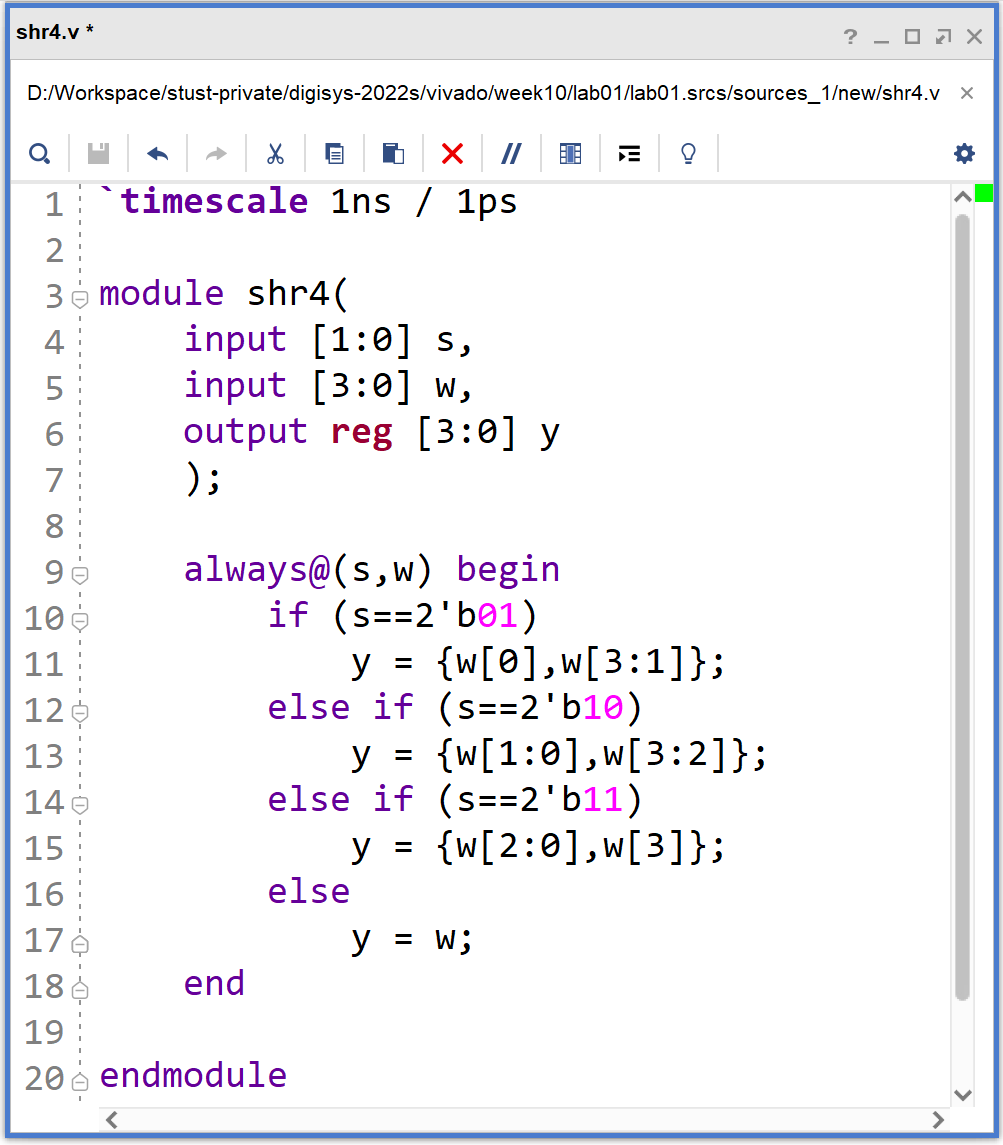 shr4.v *
D:/Workspace/stust-private/digisys-2022s/vivado/week10/lab01/lab01.srcs/sources_1/new/shr4.v
1 `timescale 1ns / 1ps
2
3 module shr4(
4 input [1:0] s,
5 input [3:0] w,
6 output reg [3:0] y
7 );
8
9 always@(s,w) begin
10 if (s==2'b01)
11 y = {w[0],w[3:1]};
12 else if (s==2'b10)
13 y = {w[1:0],w[3:2]};
14 else if (s==2'b11)
15 y = {w[2:0],w[3]};
16 else
17 y = w;
18 end
19
20 endmodule